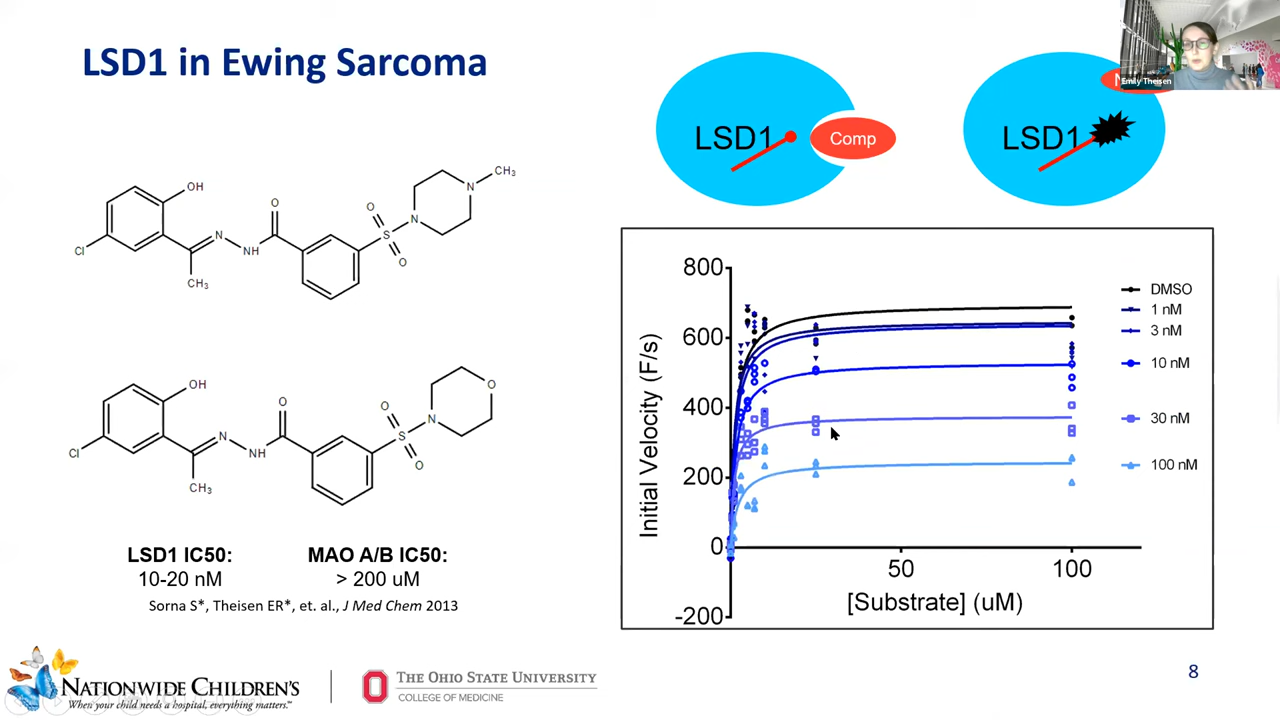 LSD1 in Ewing Sarcoma
LSD1
Comp
LSD1
Emily Theisen
OH
Cl
CH₃
N
NH
O
O
S
O
N
N
CH₃
OH
Cl
CH₃
N
NH
O
O
S
O
N
O
LSD1 IC50:
10-20 nM
MAO A/B IC50:
> 200 uM
Sorna S*, Theisen ER*, et. al., J Med Chem 2013
Initial Velocity (F/s)
800
600
400
200
0
-200
50
100
[Substrate] (uM)
DMSO
1 nM
3 nM
10 nM
30 nM
100 nM
NATIONWIDE CHILDREN'S
When your child needs a hospital, everything matters.℠
THE OHIO STATE UNIVERSITY
COLLEGE OF MEDICINE
8